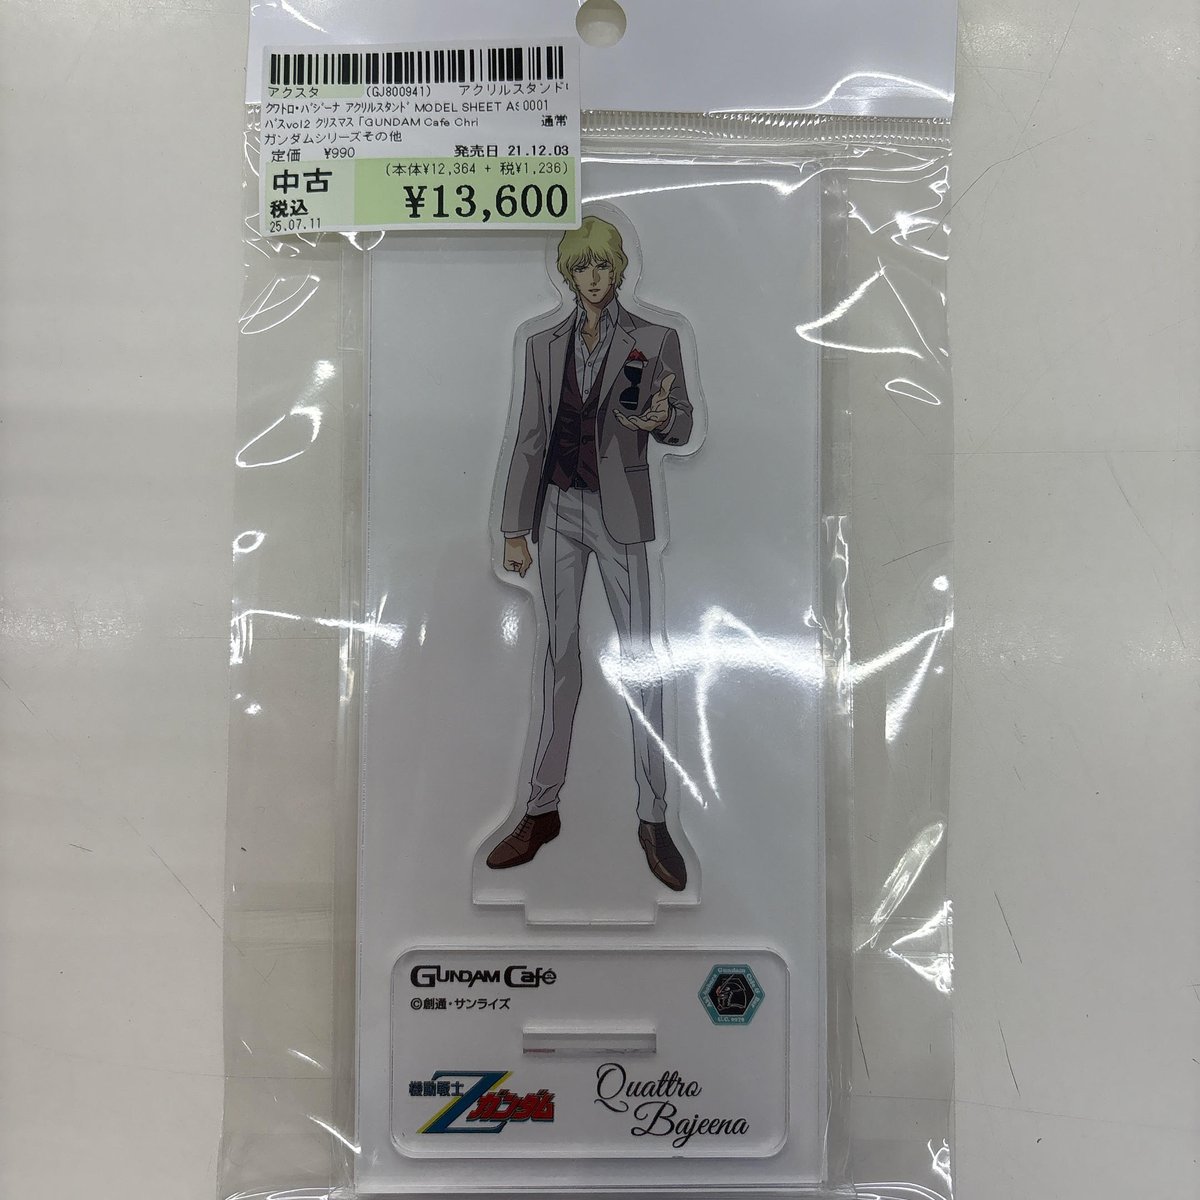 アクスタ (GJ800941) アクリルスタンド
クワトロ・バジーナ アクリルスタンド MODEL SHEET As 0001
バスvol2 クリスマス 「GUNDAM Cafe Chri 通常
ガンダムシリーズその他
定価 ¥990 発売日 21.12.03
中古 (本体¥12,364 + 税¥1,236)
税込 ¥13,600
25.07.11
GUNDAM Café
©創通・サンライズ
機動戦士Ζガンダム
Quattro
Bajeena